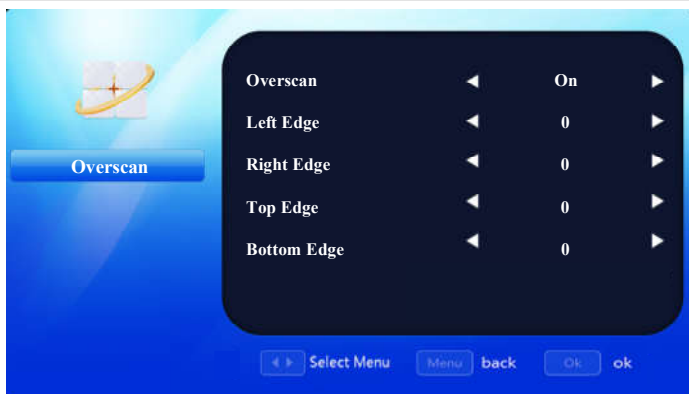 Overscan
Overscan On
Left Edge 0
Right Edge 0
Top Edge 0
Bottom Edge 0
Select Menu Menu back Ok ok